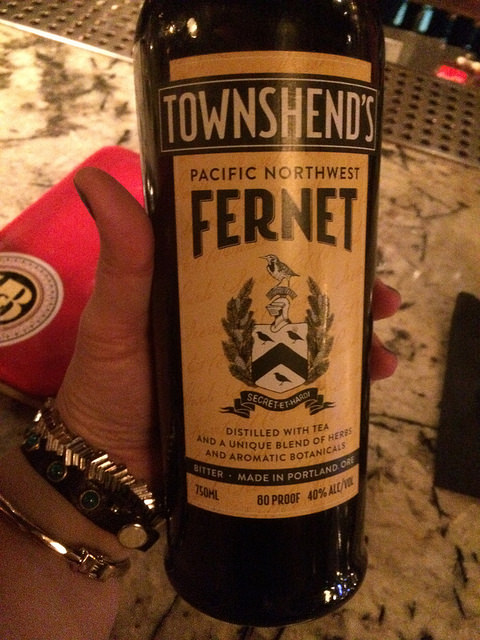 TOWNSHEND'S
PACIFIC NORTHWEST
FERNET
SECRET·ET·HARDI
DISTILLED WITH TEA
AND A UNIQUE BLEND OF HERBS
AND AROMATIC BOTANICALS
BITTER · MADE IN PORTLAND, ORE
750ML 80 PROOF 40% ALC/VOL
B